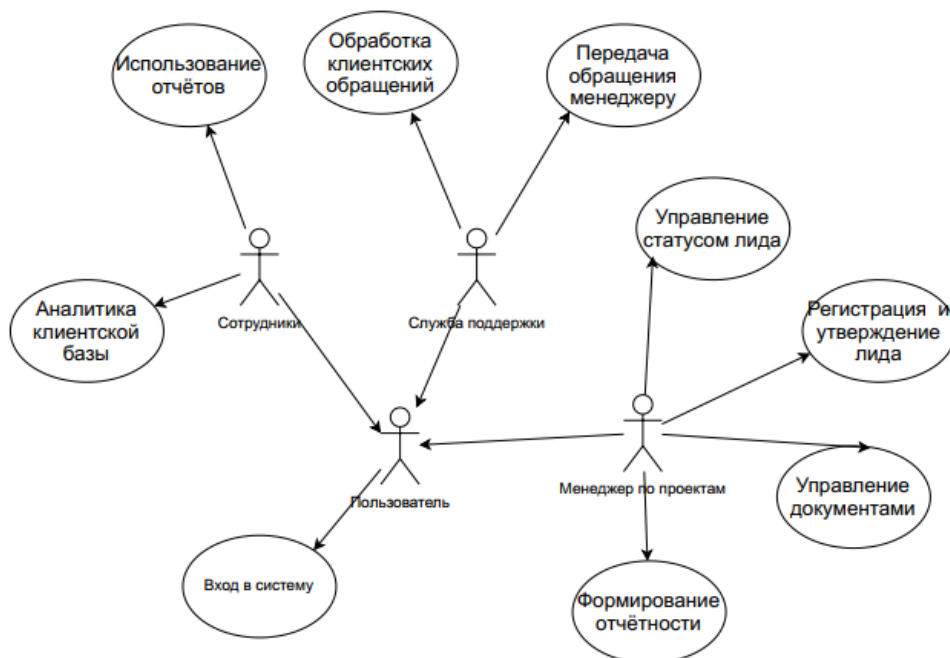 Использование
отчётов
Обработка
клиентских
обращений
Передача
обращения
менеджеру
Управление
статусом лида
Аналитика
клиентской
базы
Сотрудники
Служба поддержки
Регистрация и
утверждение
лида
Пользователь
Менеджер по проектам
Управление
документами
Вход в систему
Формирование
отчётности